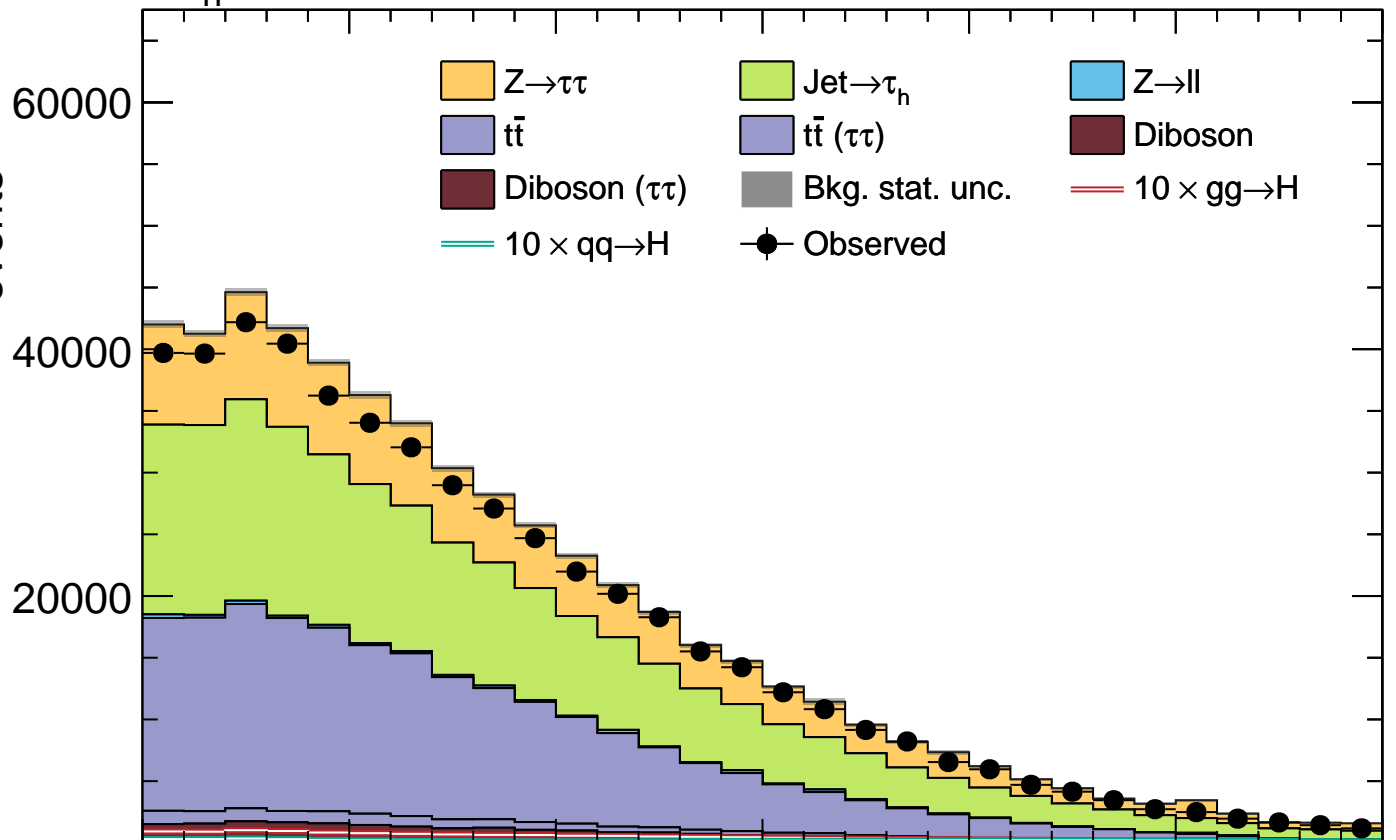 60000
40000
20000
Z→ττ Jet→τh Z→ll
tt̄ tt̄ (ττ) Diboson
Diboson (ττ) Bkg. stat. unc. 10 × gg→H
10 × qq→H Observed